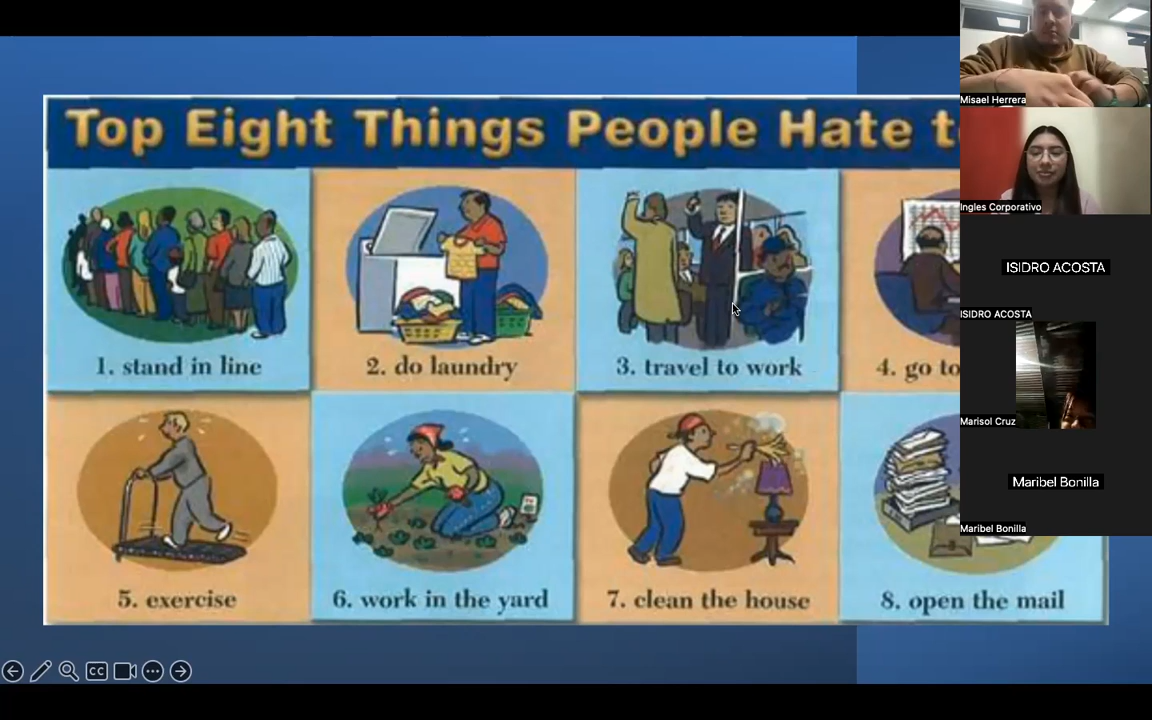 Top Eight Things People Hate t
1. stand in line
2. do laundry
3. travel to work
4. go to
5. exercise
6. work in the yard
7. clean the house
8. open the mail
Misael Herrera
Ingles Corporativo
ISIDRO ACOSTA
ISIDRO ACOSTA
Marisol Cruz
Maribel Bonilla
Maribel Bonilla
CC